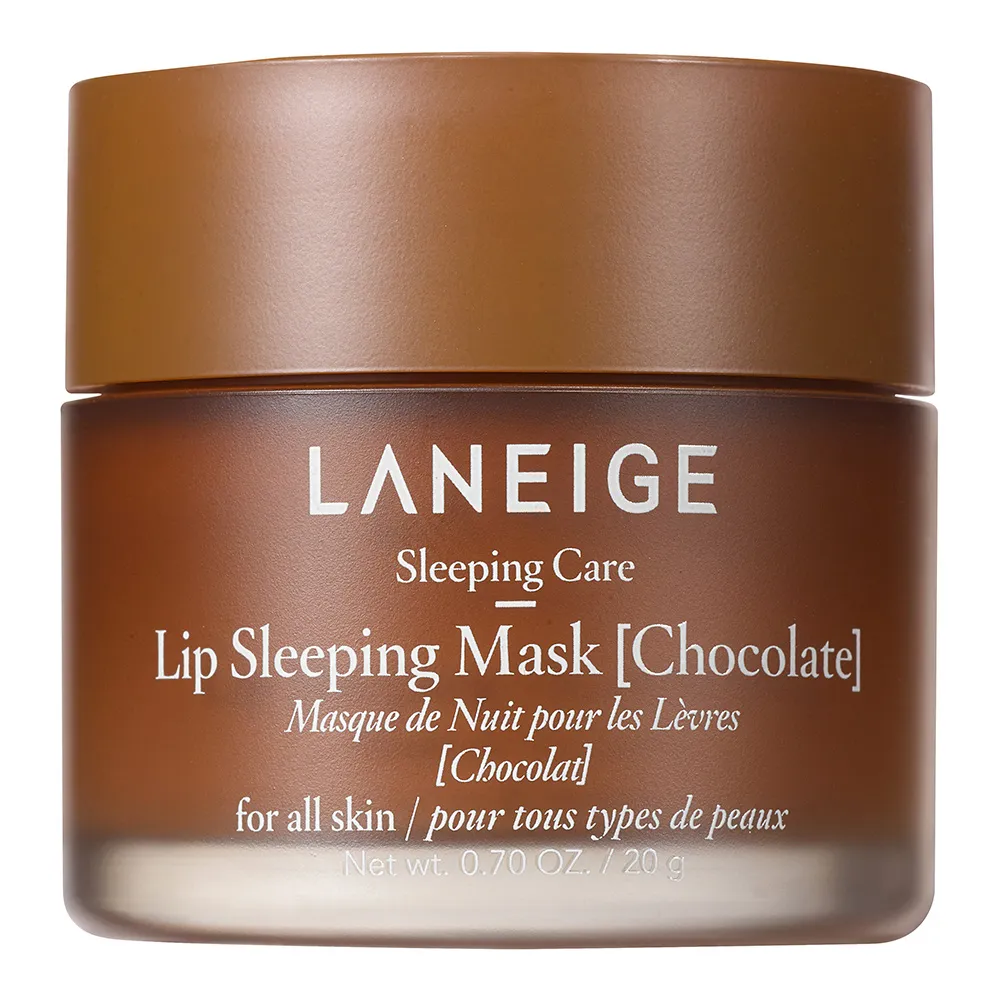 LANEIGE
Sleeping Care
Lip Sleeping Mask [Chocolate]
Masque de Nuit pour les Lèvres
[Chocolat]
for all skin / pour tous types de peaux
Net wt. 0.70 OZ. / 20 g